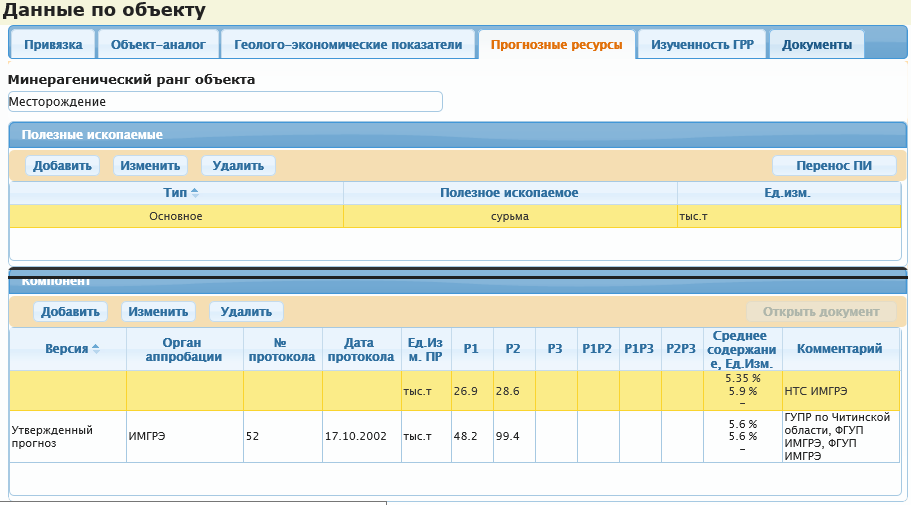 Данные по объекту
Привязка Объект-аналог Геолого-экономические показатели Прогнозные ресурсы Изученность ГРР Документы
Минерагенический ранг объекта
Месторождение
Полезные ископаемые
Добавить Изменить Удалить Перенос ПИ
Тип Полезное ископаемое Ед.изм.
Основное сурьма тыс.т
Компонент
Добавить Изменить Удалить Открыть документ
Версия Орган аппробации № протокола Дата протокола Ед.Из м. ПР P1 P2 P3 P1P2 P1P3 P2P3 Среднее содержани е, Ед.Изм. Комментарий
тыс.т 26.9 28.6 5.35 % 5.9 % – НТС ИМГРЭ
Утвержденный прогноз ИМГРЭ 52 17.10.2002 тыс.т 48.2 99.4 5.6 % 5.6 % – ГУПР по Читинской области, ФГУП ИМГРЭ, ФГУП ИМГРЭ